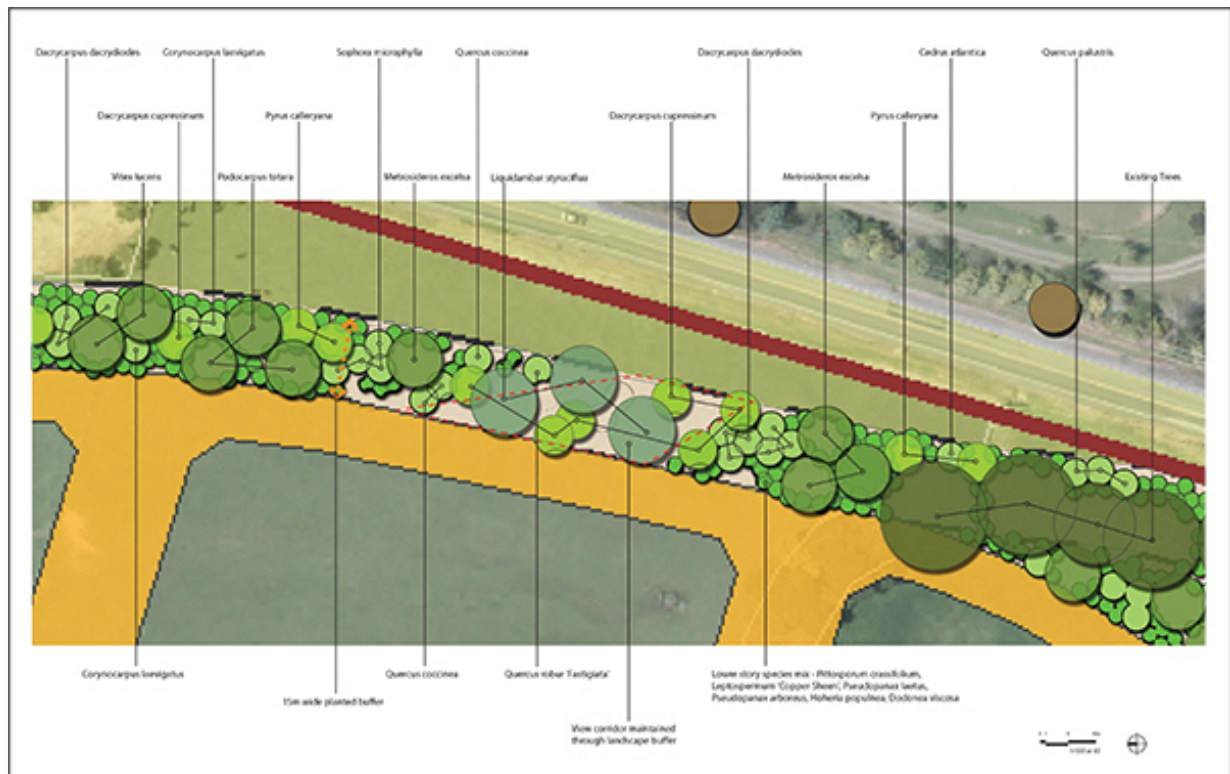 Dacrycarpus dacrydiodes
Corynocarpus laevigatus
Sophora microphylla
Quercus coccinea
Dacrycarpus dacrydiodes
Cedrus atlantica
Quercus palustris
Dacrycarpus cupressinum
Pyrus calleryana
Dacrycarpus cupressinum
Pyrus calleryana
Vitex lucens
Podocarpus totara
Metrosideros excelsa
Liquidambar styraciflua
Metrosideros excelsa
Existing Trees
Corynocarpus laevigatus
Quercus coccinea
Quercus robur 'Fastigiata'
Lower story species mix - Pittosporum crassifolium,
Leptospermum 'Copper Sheen', Pseudopanax laetus,
Pseudopanax arboreus, Hoheria populnea, Dodonea viscosa
15m wide planted buffer
View corridor maintained
through landscape buffer